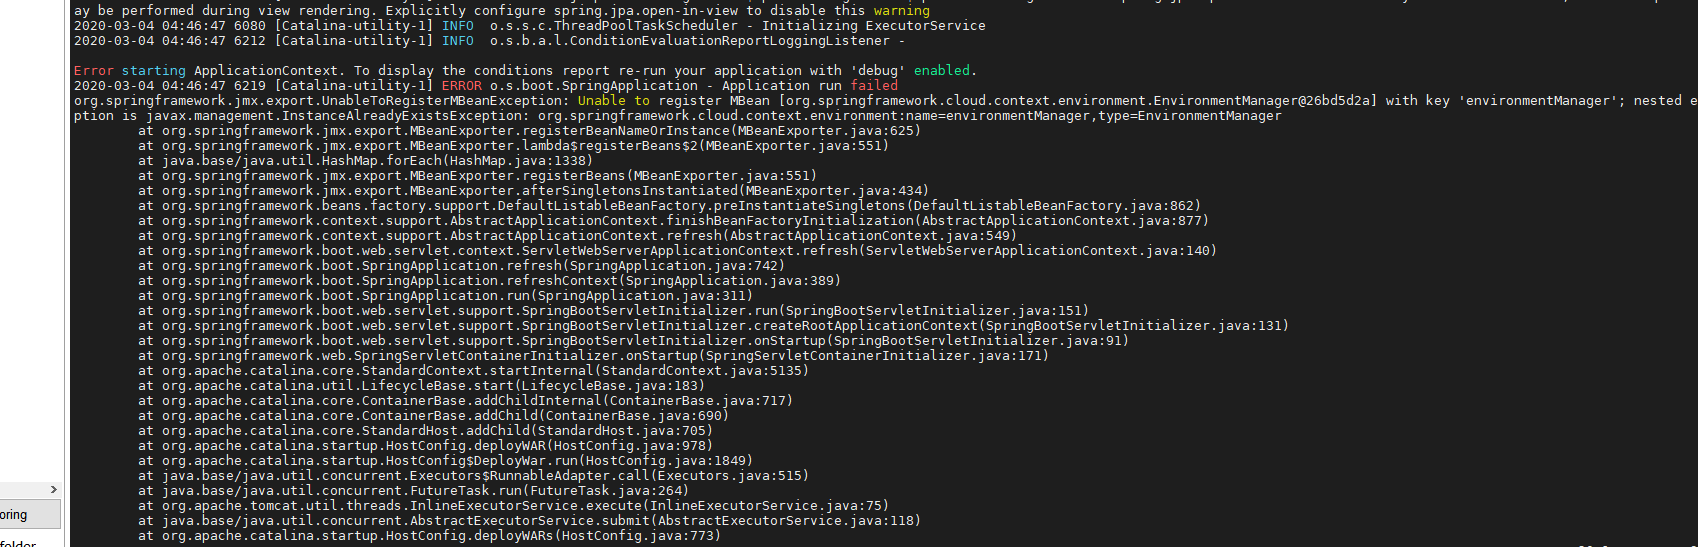 ay be performed during view rendering. Explicitly configure spring.jpa.open-in-view to disable this warning
2020-03-04 04:46:47 6080 [Catalina-utility-1] INFO  o.s.s.c.ThreadPoolTaskScheduler - Initializing ExecutorService
2020-03-04 04:46:47 6212 [Catalina-utility-1] INFO  o.s.b.a.l.ConditionEvaluationReportLoggingListener -
Error starting ApplicationContext. To display the conditions report re-run your application with 'debug' enabled.
2020-03-04 04:46:47 6219 [Catalina-utility-1] ERROR o.s.boot.SpringApplication - Application run failed
org.springframework.jmx.export.UnableToRegisterMBeanException: Unable to register MBean [org.springframework.cloud.context.environment.EnvironmentManager@26bd5d2a] with key 'environmentManager'; nested e
ption is javax.management.InstanceAlreadyExistsException: org.springframework.cloud.context.environment:name=environmentManager,type=EnvironmentManager
at org.springframework.jmx.export.MBeanExporter.registerBeanNameOrInstance(MBeanExporter.java:625)
at org.springframework.jmx.export.MBeanExporter.lambda$registerBeans$2(MBeanExporter.java:551)
at java.base/java.util.HashMap.forEach(HashMap.java:1338)
at org.springframework.jmx.export.MBeanExporter.registerBeans(MBeanExporter.java:551)
at org.springframework.jmx.export.MBeanExporter.afterSingletonsInstantiated(MBeanExporter.java:434)
at org.springframework.beans.factory.support.DefaultListableBeanFactory.preInstantiateSingletons(DefaultListableBeanFactory.java:862)
at org.springframework.context.support.AbstractApplicationContext.finishBeanFactoryInitialization(AbstractApplicationContext.java:877)
at org.springframework.context.support.AbstractApplicationContext.refresh(AbstractApplicationContext.java:549)
at org.springframework.boot.web.servlet.context.ServletWebServerApplicationContext.refresh(ServletWebServerApplicationContext.java:140)
at org.springframework.boot.SpringApplication.refresh(SpringApplication.java:742)
at org.springframework.boot.SpringApplication.refreshContext(SpringApplication.java:389)
at org.springframework.boot.SpringApplication.run(SpringApplication.java:311)
at org.springframework.boot.web.servlet.support.SpringBootServletInitializer.run(SpringBootServletInitializer.java:151)
at org.springframework.boot.web.servlet.support.SpringBootServletInitializer.createRootApplicationContext(SpringBootServletInitializer.java:131)
at org.springframework.boot.web.servlet.support.SpringBootServletInitializer.onStartup(SpringBootServletInitializer.java:91)
at org.springframework.web.SpringServletContainerInitializer.onStartup(SpringServletContainerInitializer.java:171)
at org.apache.catalina.core.StandardContext.startInternal(StandardContext.java:5135)
at org.apache.catalina.util.LifecycleBase.start(LifecycleBase.java:183)
at org.apache.catalina.core.ContainerBase.addChildInternal(ContainerBase.java:717)
at org.apache.catalina.core.ContainerBase.addChild(ContainerBase.java:690)
at org.apache.catalina.core.StandardHost.addChild(StandardHost.java:705)
at org.apache.catalina.startup.HostConfig.deployWAR(HostConfig.java:978)
at org.apache.catalina.startup.HostConfig$DeployWar.run(HostConfig.java:1849)
at java.base/java.util.concurrent.Executors$RunnableAdapter.call(Executors.java:515)
at java.base/java.util.concurrent.FutureTask.run(FutureTask.java:264)
at org.apache.tomcat.util.threads.InlineExecutorService.execute(InlineExecutorService.java:75)
at java.base/java.util.concurrent.AbstractExecutorService.submit(AbstractExecutorService.java:118)
at org.apache.catalina.startup.HostConfig.deployWARs(HostConfig.java:773)
oring
folder